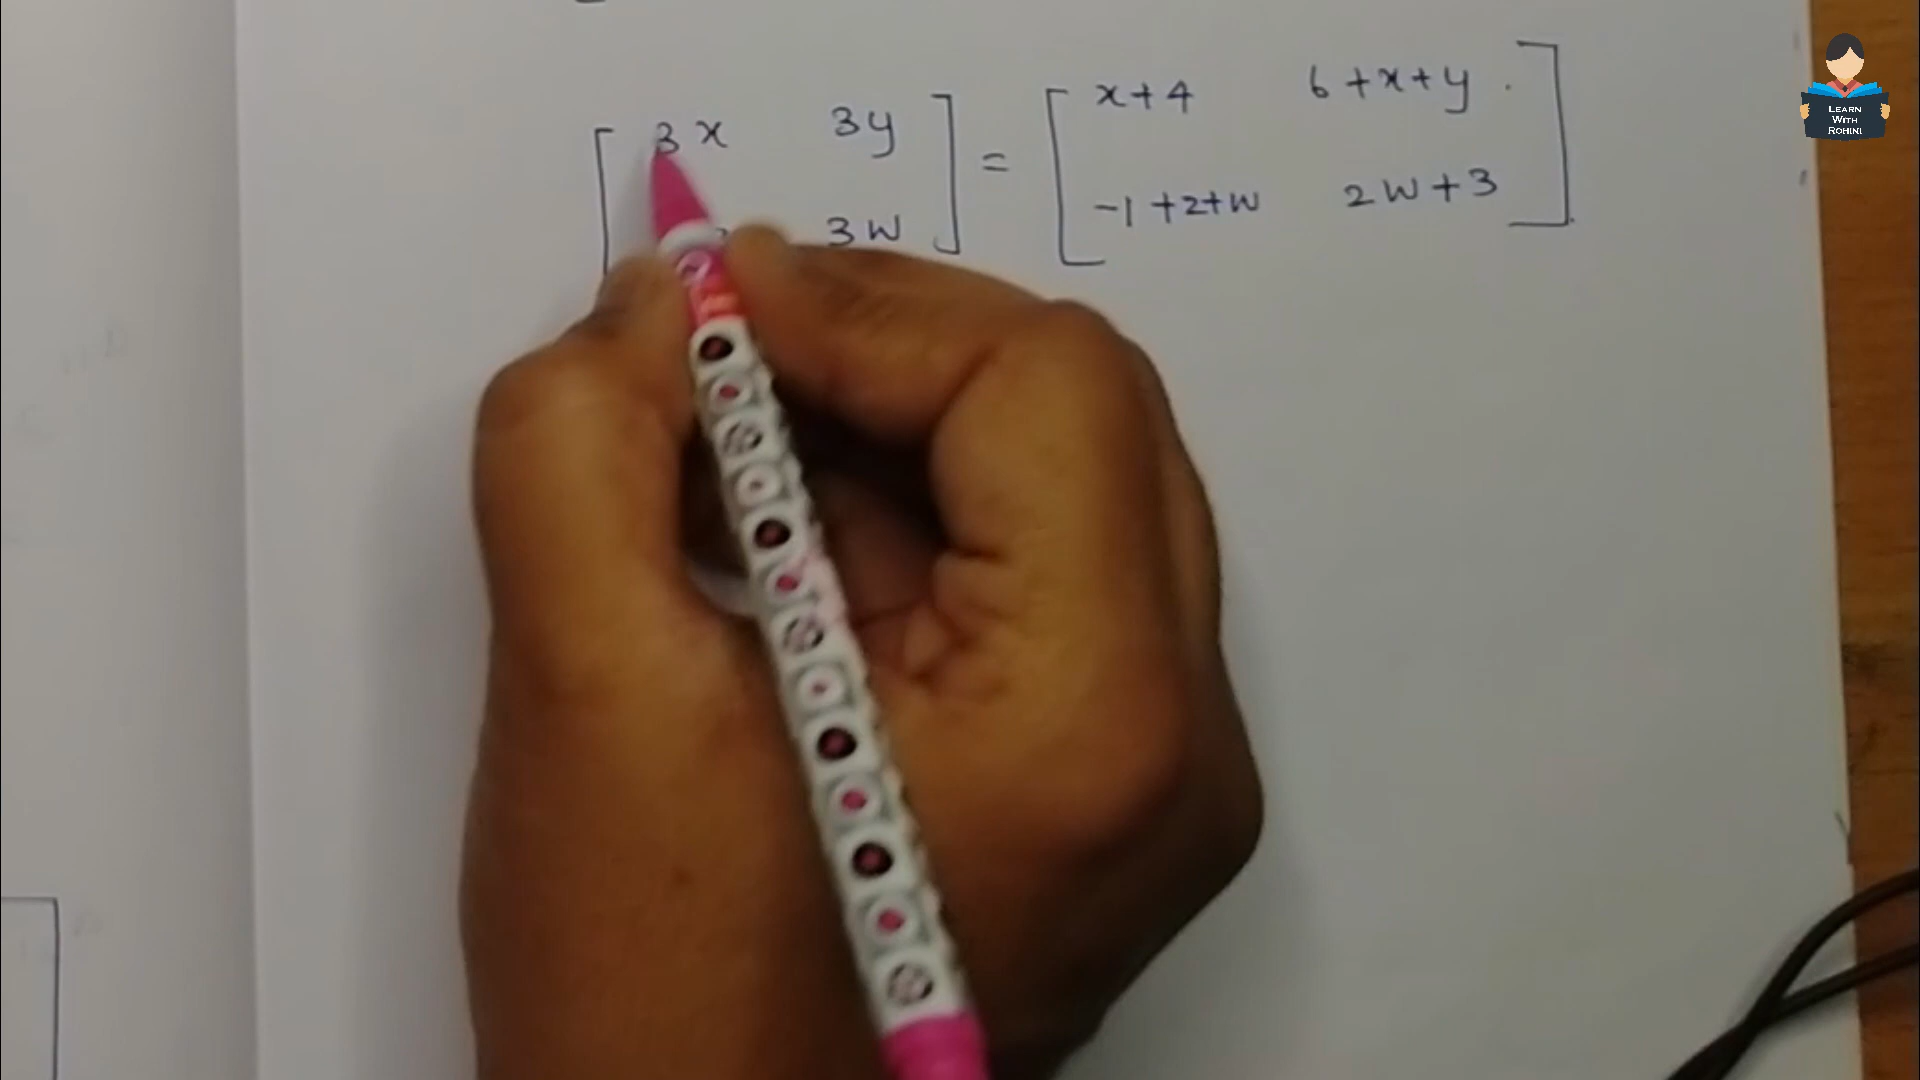 [ 3x 3y ] = [ x+4 6+x+y ]
3w -1+z+w 2w+3
LEARN
WITH
ROHINI